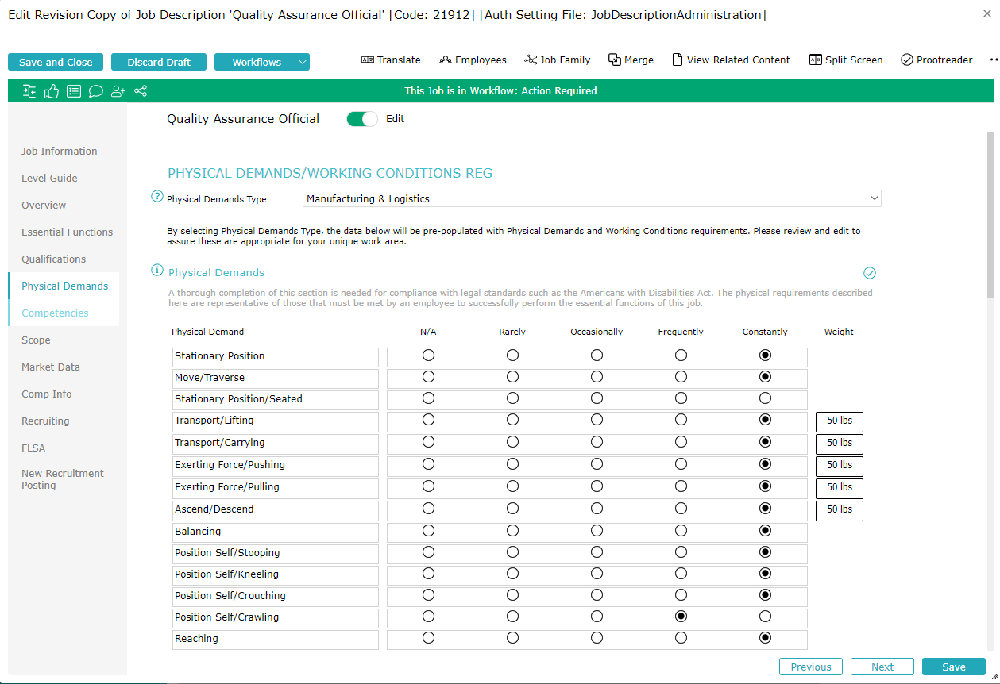 Edit Revision Copy of Job Description 'Quality Assurance Official' [Code: 21912] [Auth Setting File: JobDescriptionAdministration]
Save and Close Discard Draft Workflows Translate Employees Job Family Merge View Related Content Split Screen Proofreader
This Job is in Workflow: Action Required
Quality Assurance Official Edit
Job Information
Level Guide
Overview
Essential Functions
Qualifications
Physical Demands
Competencies
Scope
Market Data
Comp Info
Recruiting
FLSA
New Recruitment
Posting
PHYSICAL DEMANDS/WORKING CONDITIONS REG
Physical Demands Type Manufacturing & Logistics
By selecting Physical Demands Type, the data below will be pre-populated with Physical Demands and Working Conditions requirements. Please review and edit to
assure these are appropriate for your unique work area.
Physical Demands
A thorough completion of this section is needed for compliance with legal standards such as the Americans with Disabilities Act. The physical requirements described
here are representative of those that must be met by an employee to successfully perform the essential functions of this job.
Physical Demand N/A Rarely Occasionally Frequently Constantly Weight
Stationary Position
Move/Traverse
Stationary Position/Seated
Transport/Lifting 50 lbs
Transport/Carrying 50 lbs
Exerting Force/Pushing 50 lbs
Exerting Force/Pulling 50 lbs
Ascend/Descend 50 lbs
Balancing
Position Self/Stooping
Position Self/Kneeling
Position Self/Crouching
Position Self/Crawling
Reaching
Previous Next Save